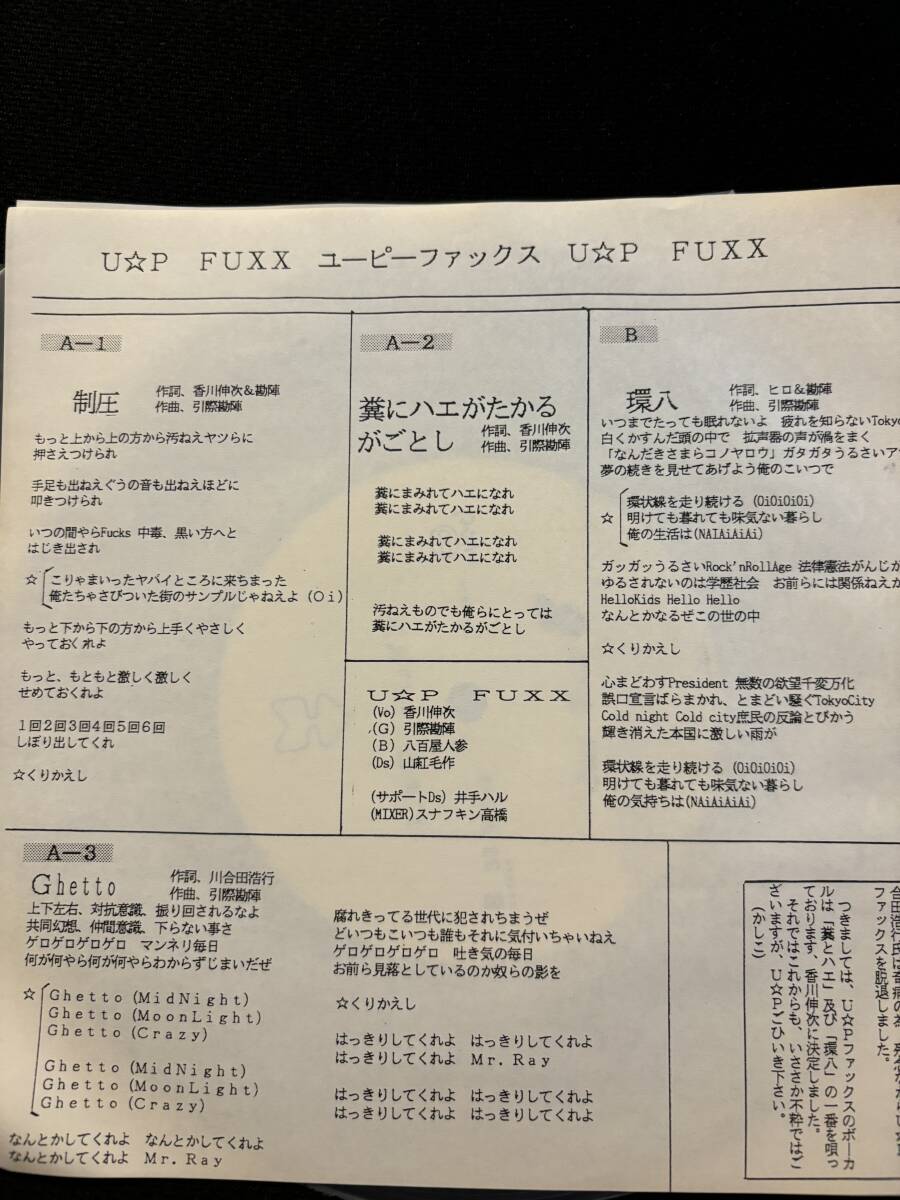 U☆P FUXX ユーピーファックス U☆P FUXX
A-1
制圧
作詞、香川伸次&勘陣
作曲、引際勘陣
もっと上から上の方から汚ねえヤツらに
押さえつけられ
手足も出ねえぐうの音も出ねえほどに
叩きつけられ
いつの間やらFucks 中毒、黒い方へと
はじき出され
☆ こりゃまいったヤバイところに来ちまった
俺たちゃさびついた街のサンプルじゃねえよ(Oi)
もっと下から下の方から上手くやさしく
やっておくれよ
もっと、もともと激しく激しく
せめておくれよ
1回2回3回4回5回6回
しぼり出してくれ
☆くりかえし
A-2
糞にハエがたかる
がごとし
作詞、香川伸次
作曲、引際勘陣
糞にまみれてハエになれ
糞にまみれてハエになれ
糞にまみれてハエになれ
糞にまみれてハエになれ
汚ねえものでも俺らにとっては
糞にハエがたかるがごとし
U☆P FUXX
(Vo) 香川伸次
(G) 引際勘陣
(B) 八百屋人参
(Ds) 山紅毛作
(サポートDs) 井手ハル
(MIXER)スナフキン高橋
B
環八
作詞、ヒロ&勘陣
作曲、引際勘陣
いつまでたっても眠れないよ 疲れを知らないTokyo
白くかすんだ頭の中で 拡声器の声が渦をまく
「なんだきさまらコノヤロウ」ガタガタうるさいア
夢の続きを見せてあげよう俺のこいつで
環状線を走り続ける (OiOiOiOi)
☆ 明けても暮れても味気ない暮らし
俺の生活は(NAIAiAiAi)
ガッガッうるさいRock'nRollAge 法律憲法がんじが
ゆるされないのは学歴社会 お前らには関係ねえか
HelloKids Hello Hello
なんとかなるぜこの世の中
☆くりかえし
心まどわすPresident 無数の欲望千変万化
誤口宣言ばらまかれ、とまどい騒ぐTokyoCity
Cold night Cold city庶民の反論とびかう
輝き消えた本国に激しい雨が
環状線を走り続ける (OiOiOiOi)
明けても暮れても味気ない暮らし
俺の気持ちは(NAiAiAiAi)
A-3
Ghetto
作詞、川合田浩行
作曲、引際勘陣
上下左右、対抗意識、振り回されるなよ
共同幻想、仲間意識、下らない事さ
ゲロゲロゲロゲロ マンネリ毎日
何が何やら何が何やらわからずじまいだぜ
☆ Ghetto (MidNight)
Ghetto (MoonLight)
Ghetto (Crazy)
Ghetto (MidNight)
Ghetto (MoonLight)
Ghetto (Crazy)
なんとかしてくれよ なんとかしてくれよ
なんとかしてくれよ Mr. Ray
腐れきってる世代に犯されちまうぜ
どいつもこいつも誰もそれに気付いちゃいねえ
ゲロゲロゲロゲロ 吐き気の毎日
お前ら見落としているのか奴らの影を
☆くりかえし
はっきりしてくれよ はっきりしてくれよ
はっきりしてくれよ Mr. Ray
はっきりしてくれよ はっきりしてくれよ
はっきりしてくれよ はっきりしてくれよ
ファックスを脱退しました。
つきましては、U☆Pファックスのボーカ
ルは「糞とハエ」及び「環八」の一番を唄っ
ております、香川伸次に決定しました。
それではこれからも、いささか不粋ではご
ざいますが、U☆Pごひいき下さい。
(かしこ)